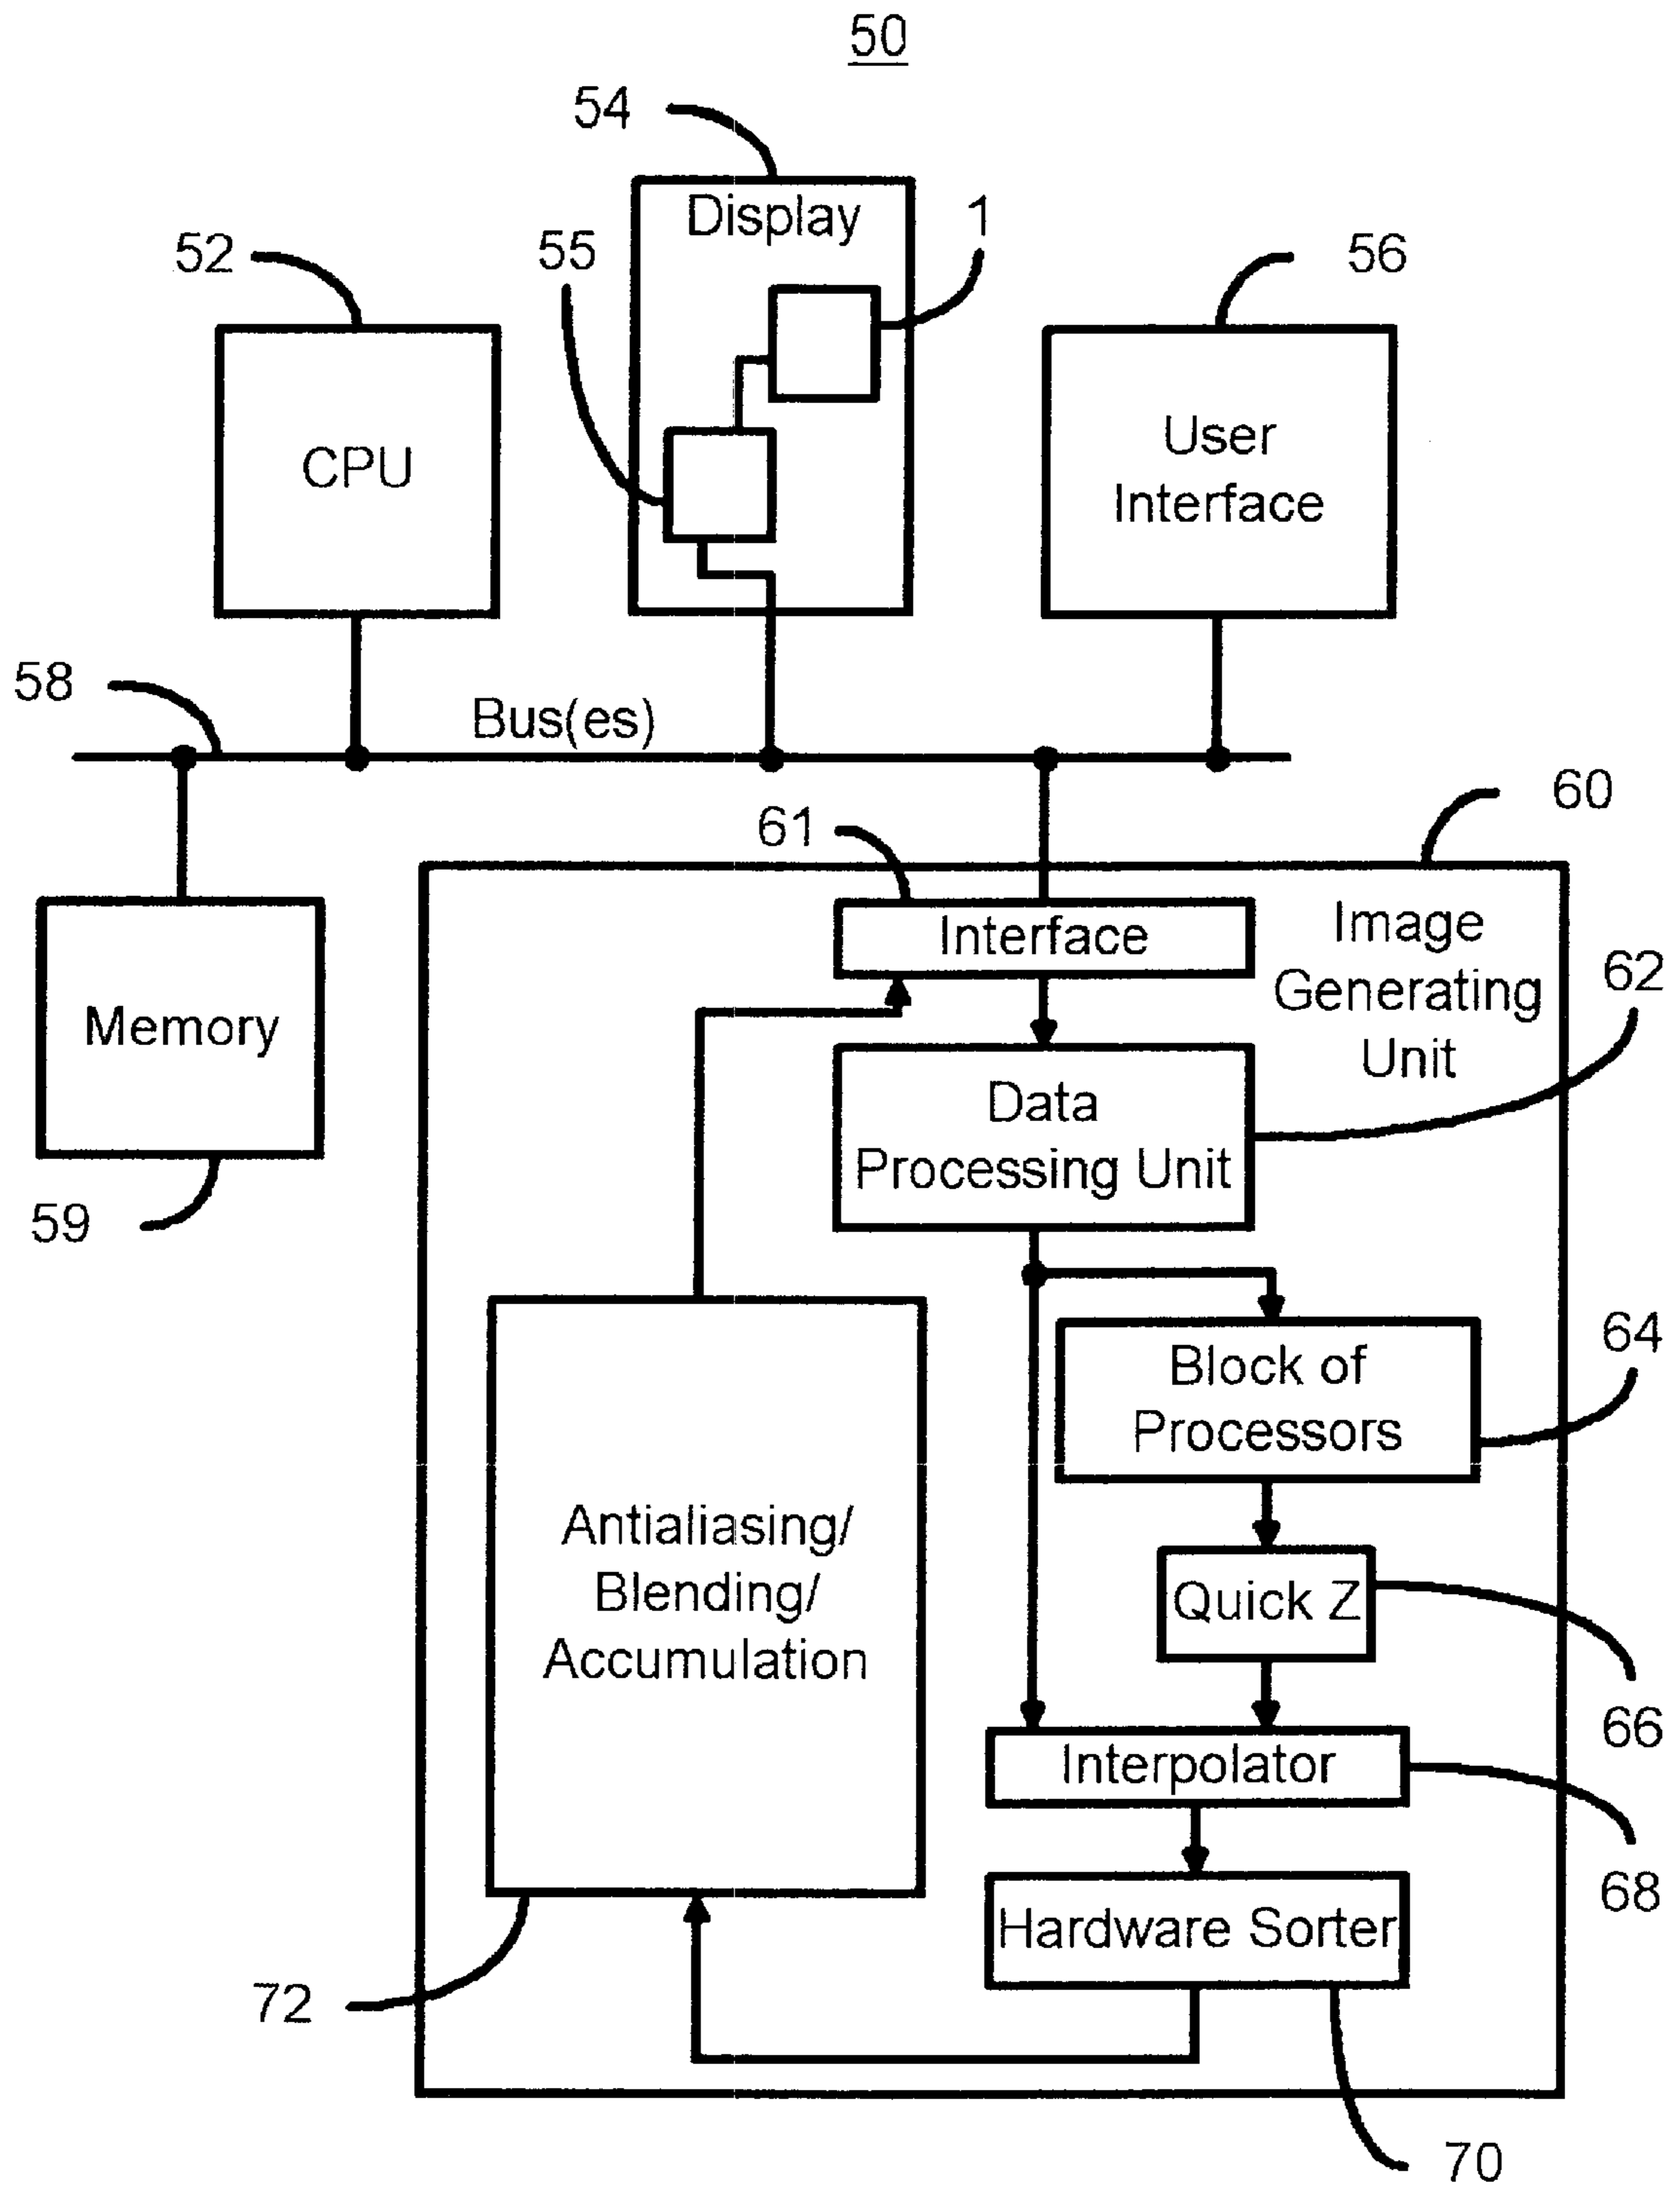 50
54
Display
1
55
52
56
CPU
User
Interface
58
Bus(es)
60
61
Interface
Image
Generating
Unit
62
Memory
Data
Processing Unit
59
64
Block of
Processors
Antialiasing/
Blending/
Accumulation
Quick Z
66
Interpolator
68
Hardware Sorter
72
70